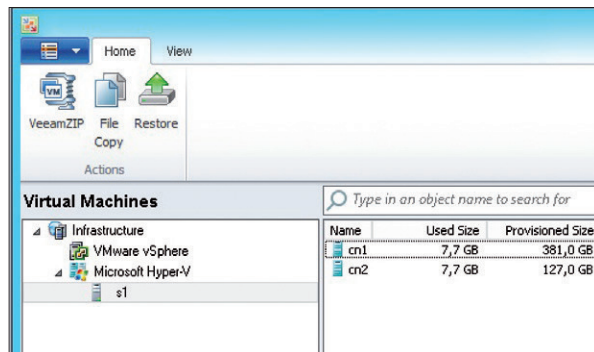 Home View
VeeamZIP File Copy Restore
Actions
Virtual Machines
Type in an object name to search for
Infrastructure
VMware vSphere
Microsoft Hyper-V
s1
Name Used Size Provisioned Size
cn1 7,7 GB 381,0 GB
cn2 7,7 GB 127,0 GB